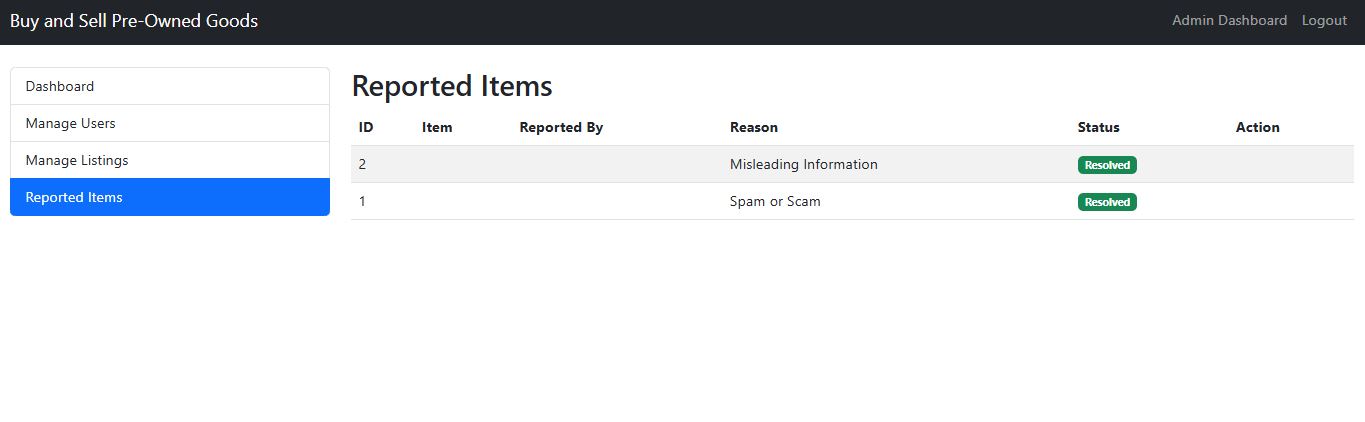 Buy and Sell Pre-Owned Goods Admin Dashboard Logout
Dashboard
Manage Users
Manage Listings
Reported Items
Reported Items
ID Item Reported By Reason Status Action
2 Misleading Information Resolved
1 Spam or Scam Resolved